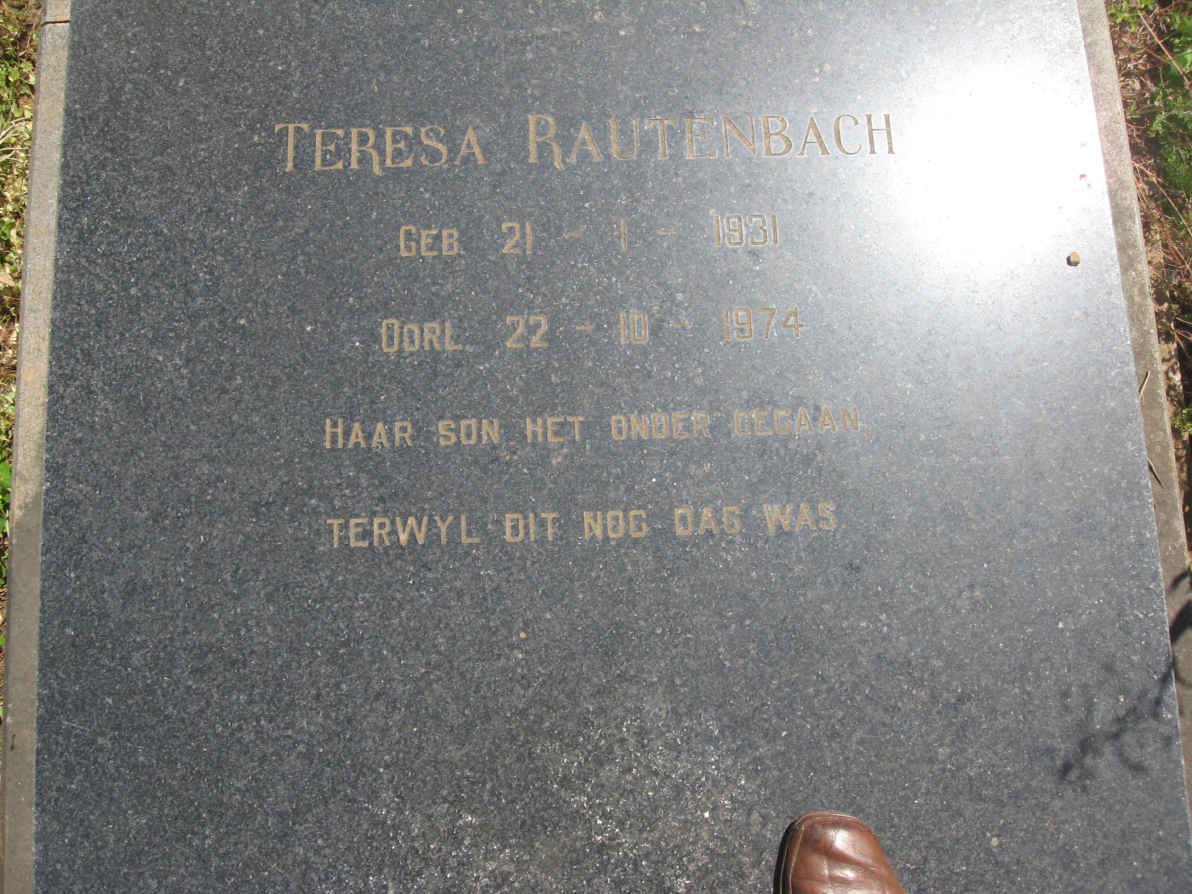 TERESA RAUTENBACH
GEB. 21 - 1 - 1931
OORL. 22 - 10 - 1974
HAAR SON HET ONDER GEGAAN,
TERWYL DIT NOG DAG WAS